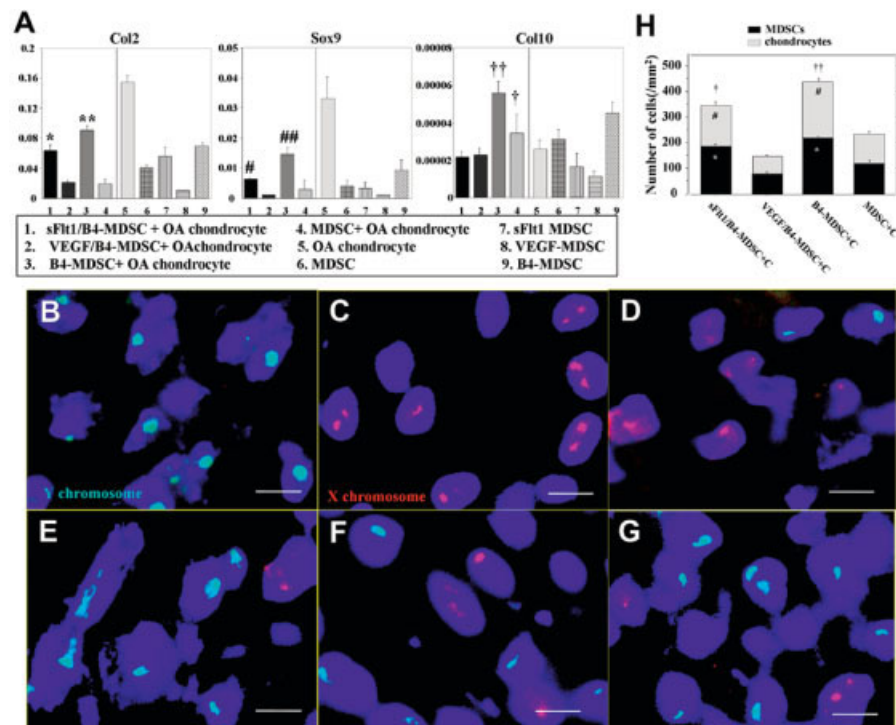 A
Col2
Sox9
Col10
0.2
0.16
0.12
0.08
0.04
0
0.05
0.04
0.03
0.02
0.01
0
0.00008
0.00006
0.00004
0.00002
0
*
**
#
##
††
†
1 2 3 4 5 6 7 8 9
1 2 3 4 5 6 7 8 9
1 2 3 4 5 6 7 8 9
1. sFlt1/B4-MDSC + OA chondrocyte
2. VEGF/B4-MDSC+ OAchondrocyte
3. B4-MDSC+ OA chondrocyte
4. MDSC+ OA chondrocyte
5. OA chondrocyte
6. MDSC
7. sFlt1 MDSC
8. VEGF-MDSC
9. B4-MDSC
H
MDSCs
chondrocytes
Number of cells(/mm²)
500
400
300
200
100
0
†
#
*
††
#
*
sFlt1/B4-MDSC+C
VEGF/B4-MDSC+C
B4-MDSC+C
MDSC+C
B
Y chromosome
C
X chromosome
D
E
F
G